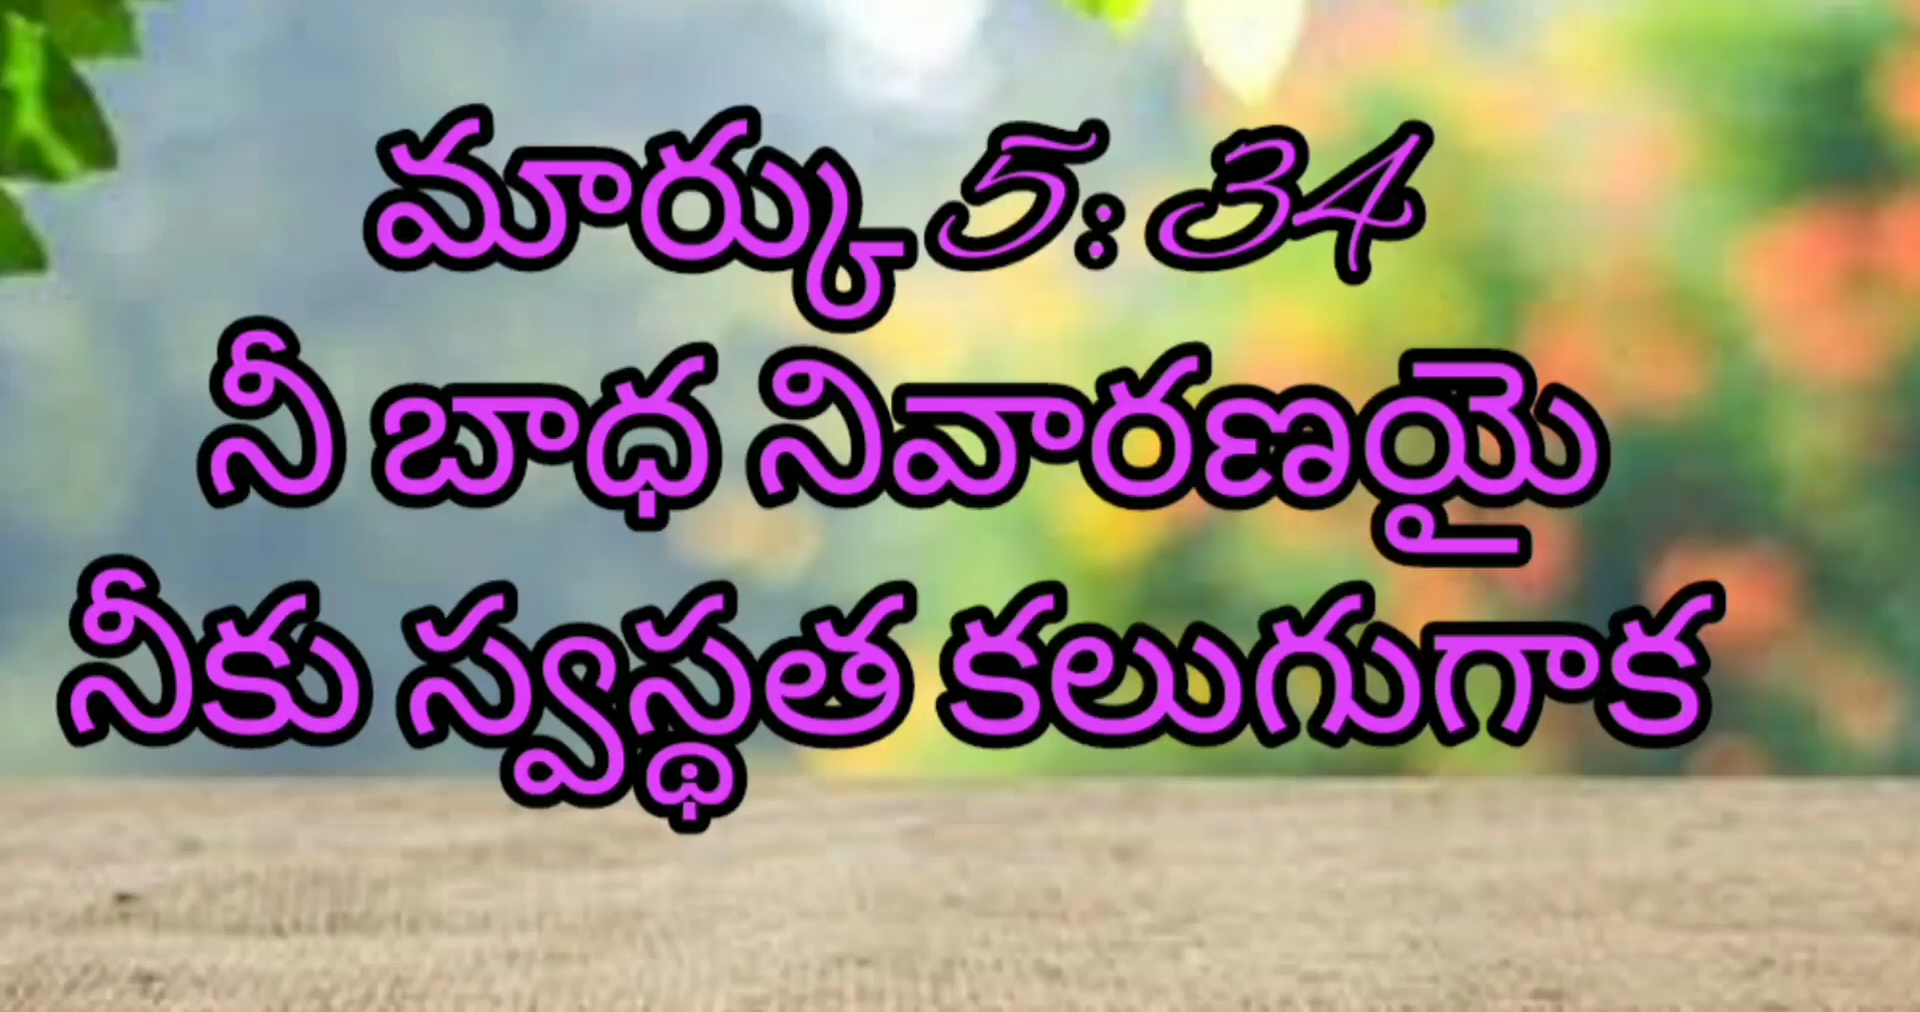 మార్కు 5: 34
నీ బాధ నివారణయై
నీకు స్వస్థత కలుగుగాక